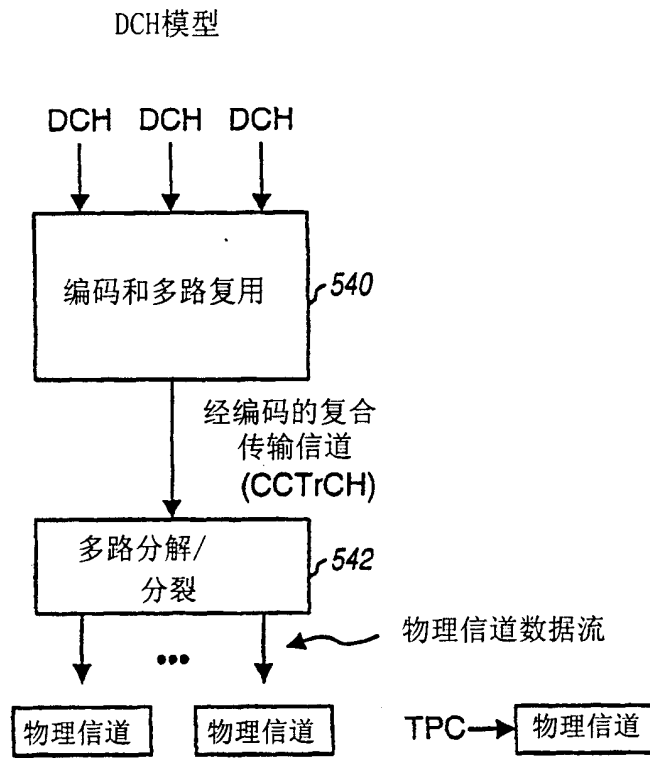 DCH模型
DCH DCH DCH
编码和多路复用
540
经编码的复合
传输信道
(CCTrCH)
多路分解/
分裂
542
物理信道数据流
•••
物理信道 物理信道 TPC 物理信道